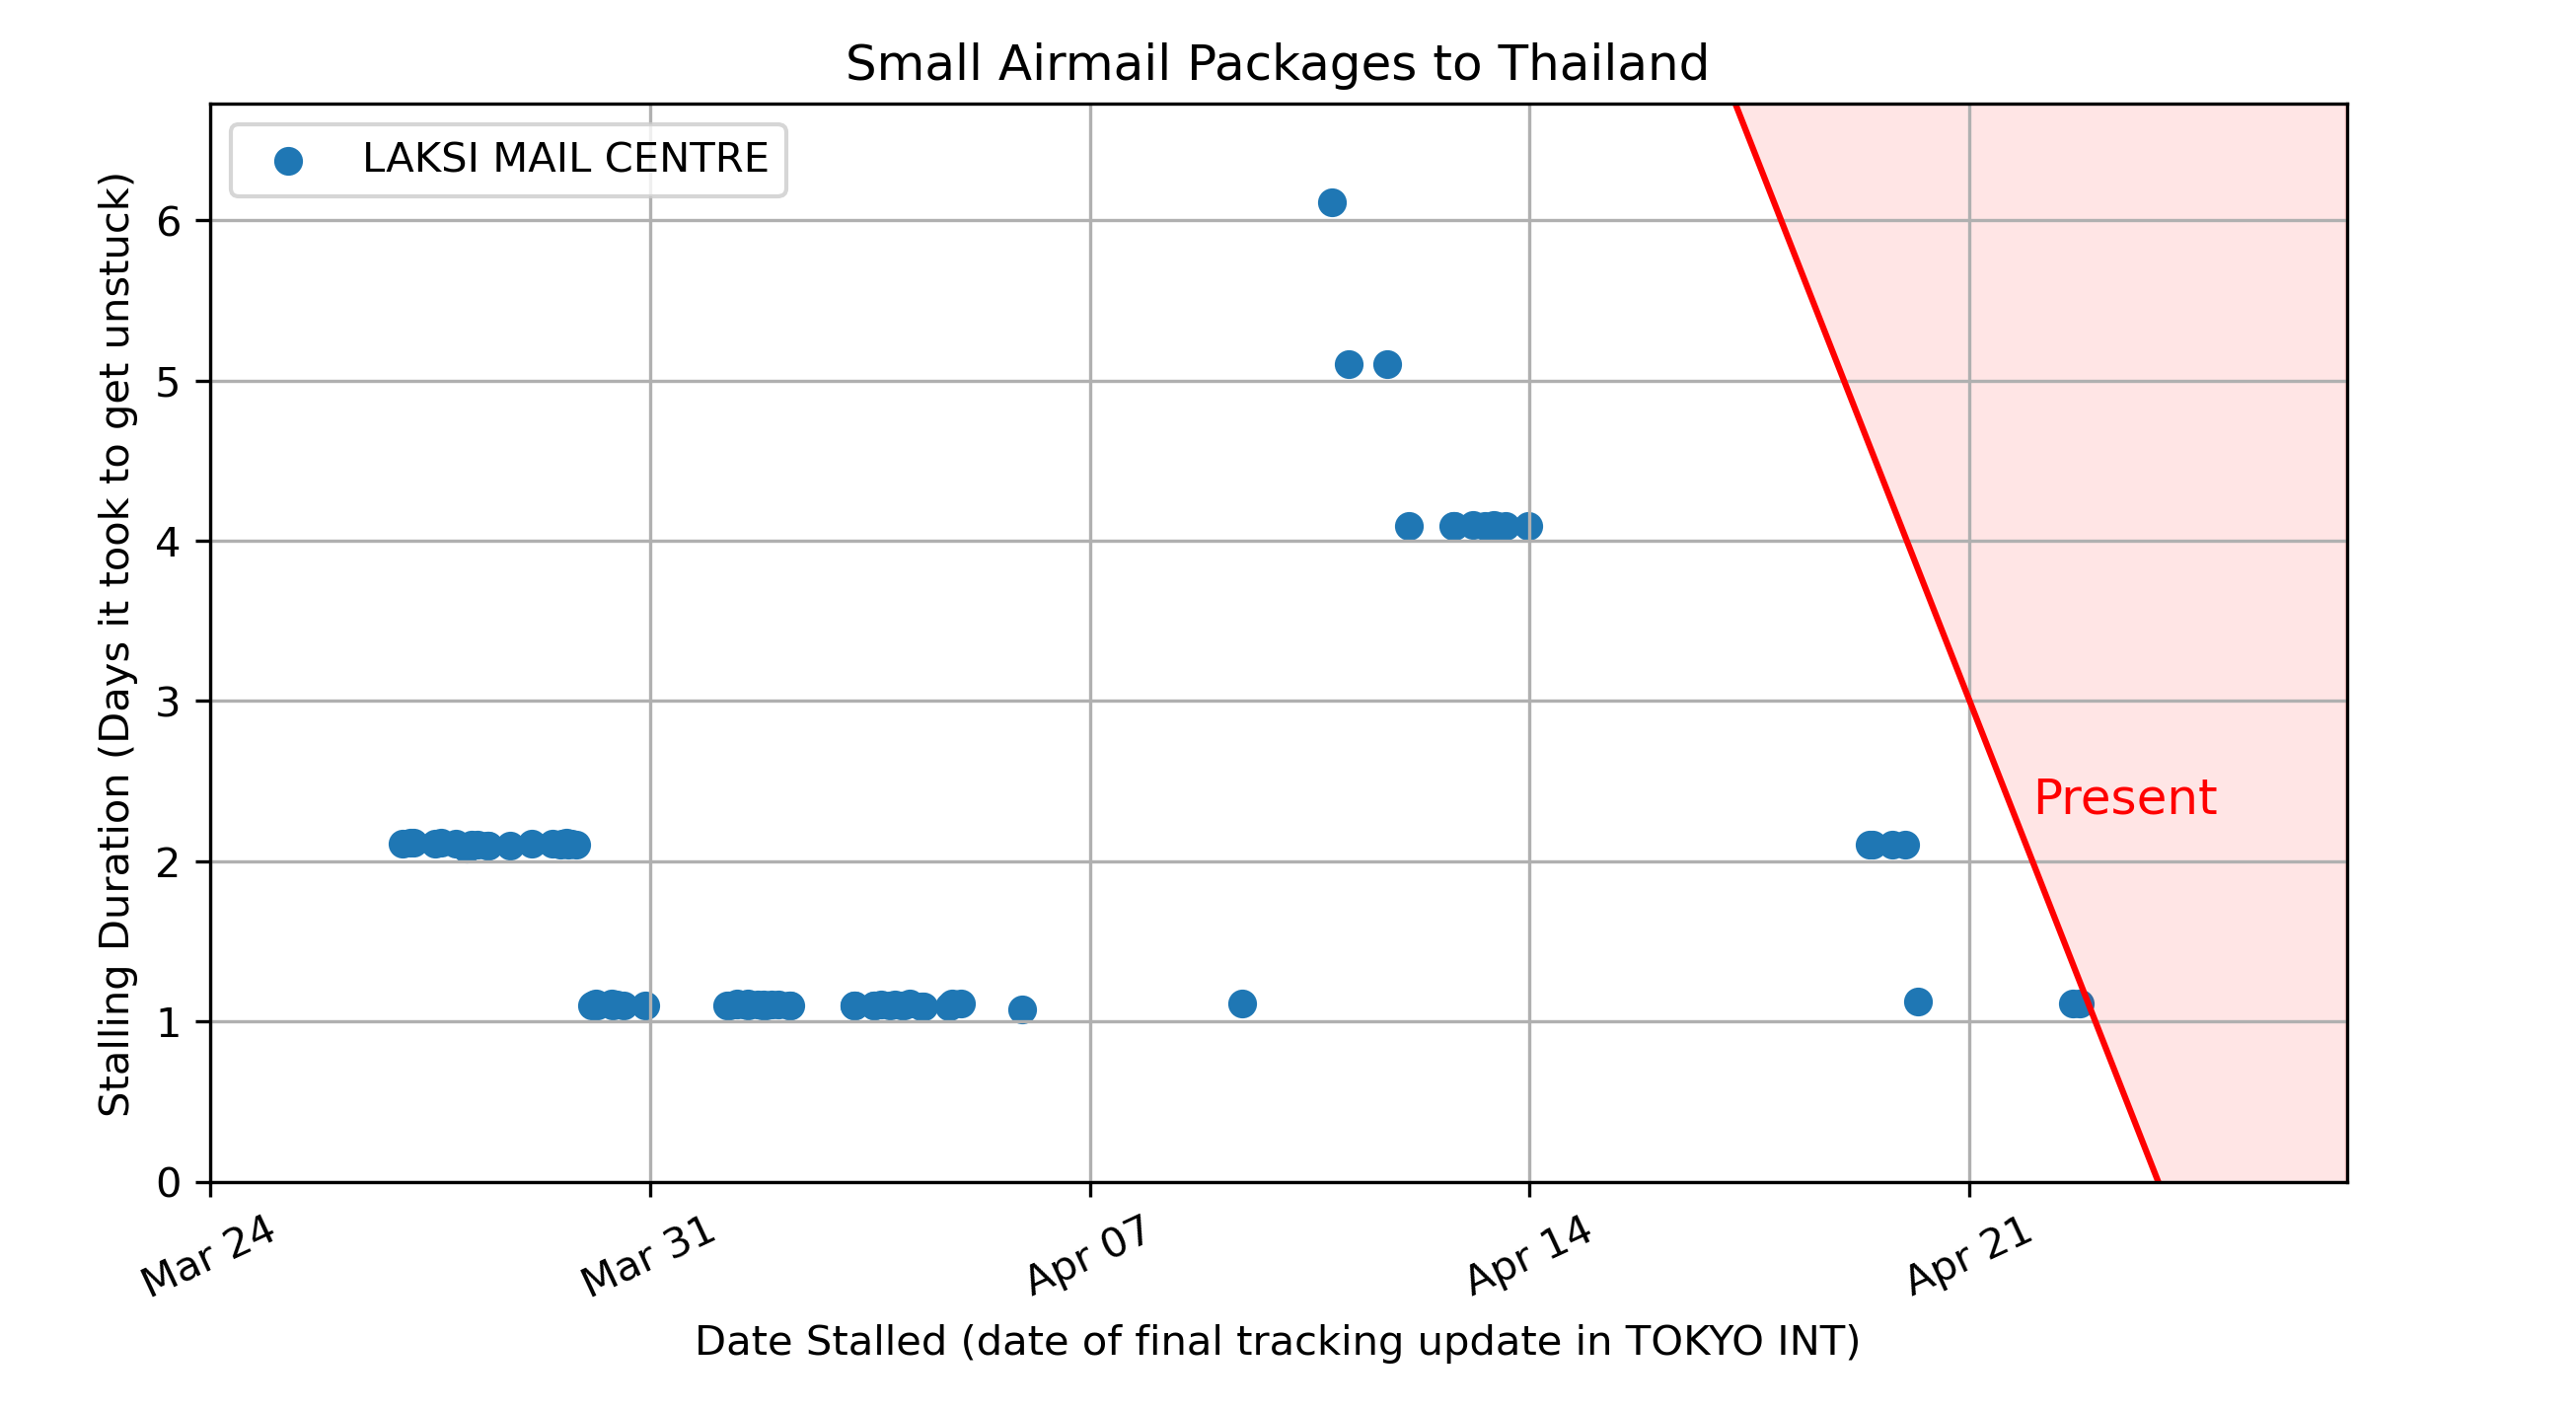 Small Airmail Packages to Thailand
LAKSI MAIL CENTRE
Stalling Duration (Days it took to get unstuck)
6
5
4
3
2
1
0
Present
Mar 24
Mar 31
Apr 07
Apr 14
Apr 21
Date Stalled (date of final tracking update in TOKYO INT)